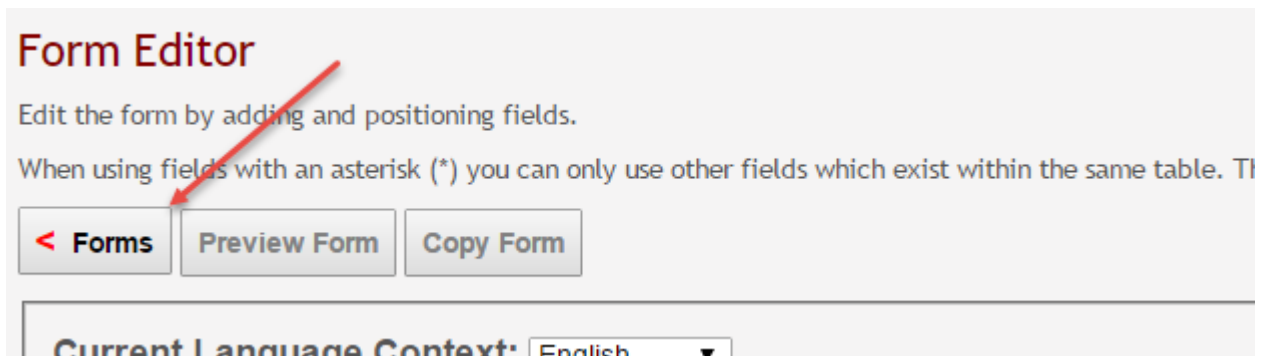 Form Editor
Edit the form by adding and positioning fields.
When using fields with an asterisk (*) you can only use other fields which exist within the same table.
< Forms Preview Form Copy Form
Current Language Context: English